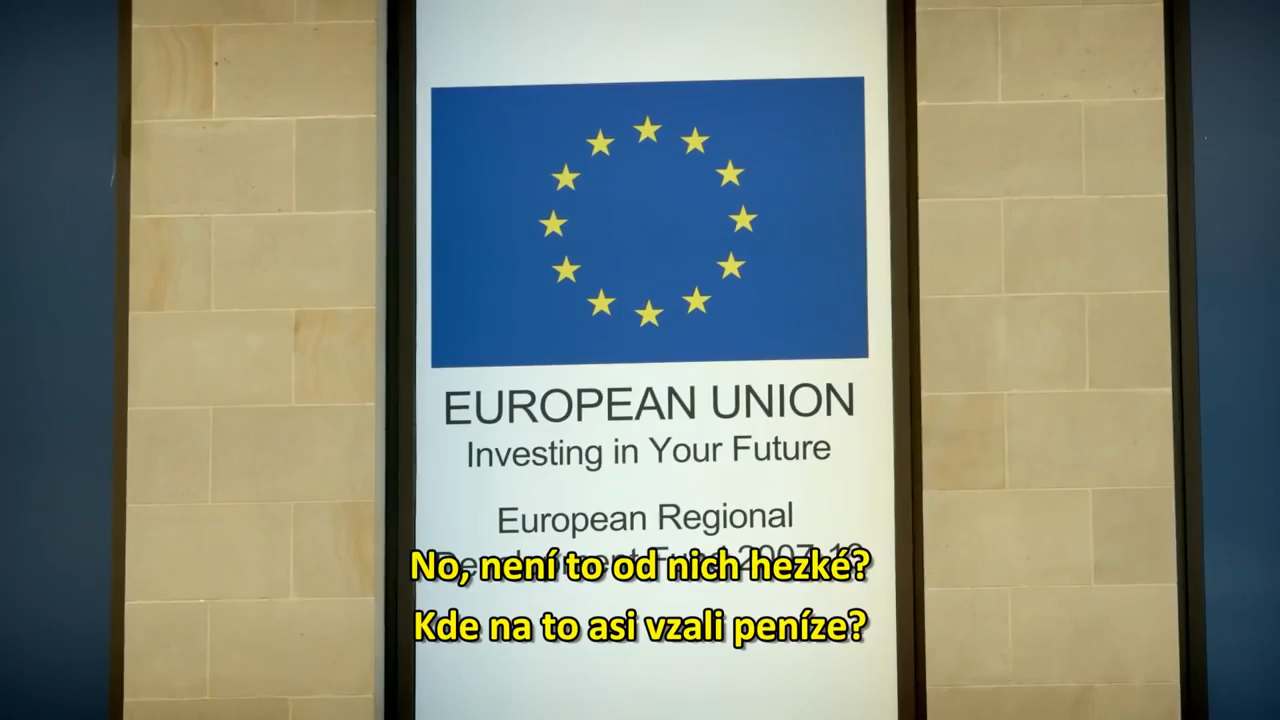 EUROPEAN UNION
Investing in Your Future
European Regional
No, není to od nich hezké?
Kde na to asi vzali peníze?